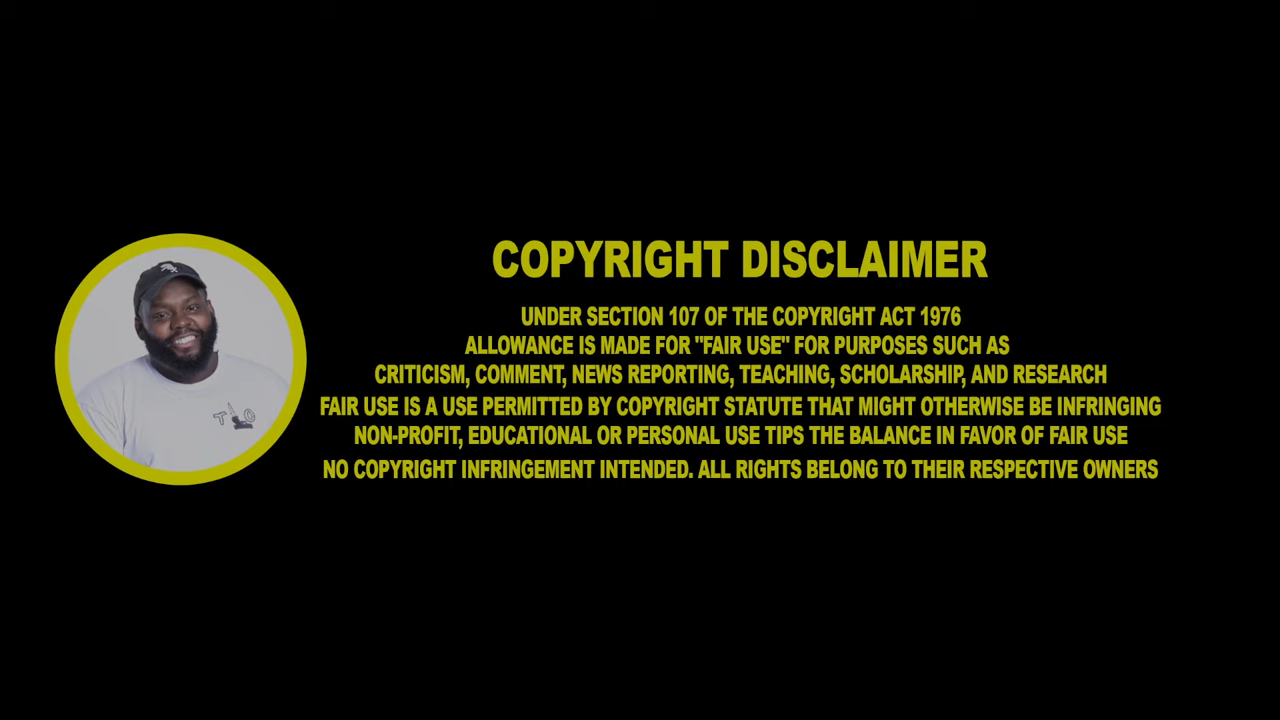 COPYRIGHT DISCLAIMER
UNDER SECTION 107 OF THE COPYRIGHT ACT 1976
ALLOWANCE IS MADE FOR "FAIR USE" FOR PURPOSES SUCH AS
CRITICISM, COMMENT, NEWS REPORTING, TEACHING, SCHOLARSHIP, AND RESEARCH
FAIR USE IS A USE PERMITTED BY COPYRIGHT STATUTE THAT MIGHT OTHERWISE BE INFRINGING
NON-PROFIT, EDUCATIONAL OR PERSONAL USE TIPS THE BALANCE IN FAVOR OF FAIR USE
NO COPYRIGHT INFRINGEMENT INTENDED. ALL RIGHTS BELONG TO THEIR RESPECTIVE OWNERS